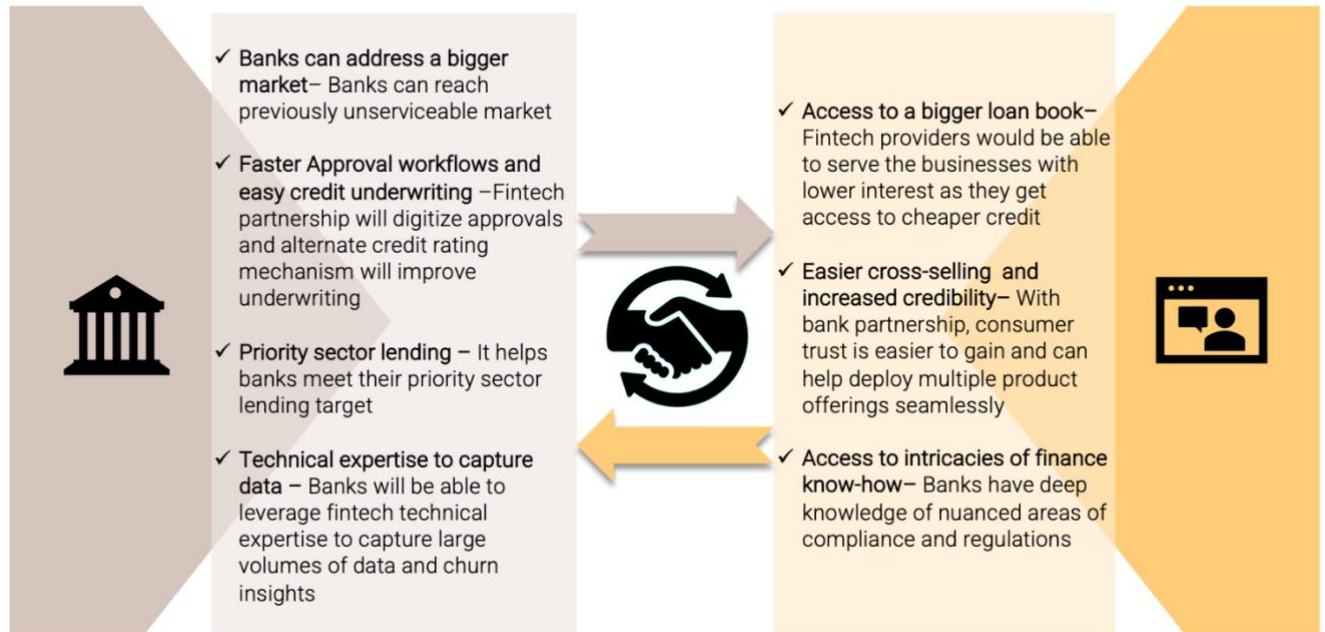 ✓ Banks can address a bigger
market– Banks can reach
previously unserviceable market
✓ Faster Approval workflows and
easy credit underwriting –Fintech
partnership will digitize approvals
and alternate credit rating
mechanism will improve
underwriting
✓ Priority sector lending – It helps
banks meet their priority sector
lending target
✓ Technical expertise to capture
data – Banks will be able to
leverage fintech technical
expertise to capture large
volumes of data and churn
insights
✓ Access to a bigger loan book–
Fintech providers would be able
to serve the businesses with
lower interest as they get
access to cheaper credit
✓ Easier cross-selling and
increased credibility– With
bank partnership, consumer
trust is easier to gain and can
help deploy multiple product
offerings seamlessly
✓ Access to intricacies of finance
know-how– Banks have deep
knowledge of nuanced areas of
compliance and regulations